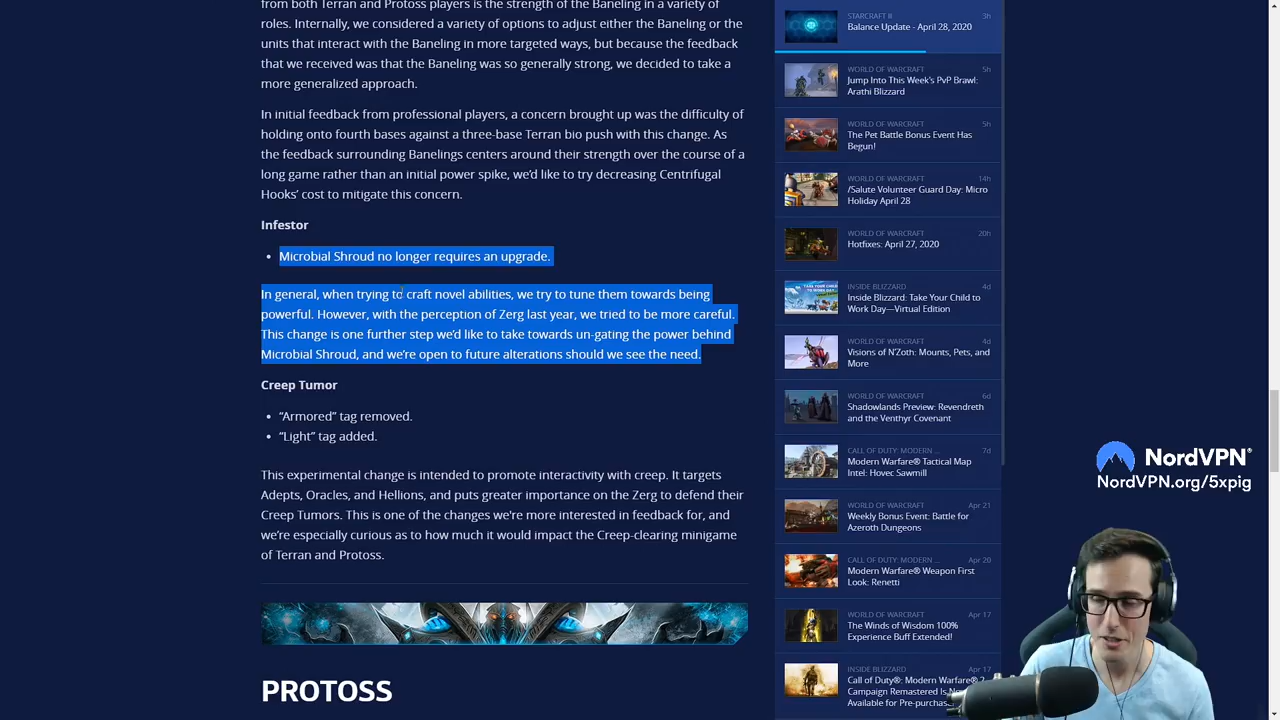 from both Terran and Protoss players is the strength of the Baneling in a variety of
roles. Internally, we considered a variety of options to adjust either the Baneling or the
units that interact with the Baneling in more targeted ways, but because the feedback
that we received was that the Baneling was so generally strong, we decided to take a
more generalized approach.
In initial feedback from professional players, a concern brought up was the difficulty of
holding onto fourth bases against a three-base Terran bio push with this change. As
the feedback surrounding Banelings centers around their strength over the course of a
long game rather than an initial power spike, we'd like to try decreasing Centrifugal
Hooks' cost to mitigate this concern.
Infestor
• Microbial Shroud no longer requires an upgrade.
In general, when trying to craft novel abilities, we try to tune them towards being
powerful. However, with the perception of Zerg last year, we tried to be more careful.
This change is one further step we'd like to take towards un-gating the power behind
Microbial Shroud, and we're open to future alterations should we see the need.
Creep Tumor
• “Armored” tag removed.
• “Light” tag added.
This experimental change is intended to promote interactivity with creep. It targets
Adepts, Oracles, and Hellions, and puts greater importance on the Zerg to defend their
Creep Tumors. This is one of the changes we're more interested in feedback for, and
we're especially curious as to how much it would impact the Creep-clearing minigame
of Terran and Protoss.
PROTOSS
STARCRAFT II 3h
Balance Update - April 28, 2020
WORLD OF WARCRAFT 5h
Jump Into This Week's PvP Brawl:
Arathi Blizzard
WORLD OF WARCRAFT 5h
The Pet Battle Bonus Event Has
Begun!
WORLD OF WARCRAFT 14h
/Salute Volunteer Guard Day: Micro
Holiday April 28
WORLD OF WARCRAFT 20h
Hotfixes: April 27, 2020
INSIDE BLIZZARD 4d
Inside Blizzard: Take Your Child to
Work Day—Virtual Edition
WORLD OF WARCRAFT 4d
Visions of N'Zoth: Mounts, Pets, and
More
WORLD OF WARCRAFT 6d
Shadowlands Preview: Revendreth
and the Venthyr Covenant
CALL OF DUTY: MODERN ... 7d
Modern Warfare® Tactical Map
Intel: Hovec Sawmill
WORLD OF WARCRAFT Apr 21
Weekly Bonus Event: Battle for
Azeroth Dungeons
CALL OF DUTY: MODERN ... Apr 20
Modern Warfare® Weapon First
Look: Renetti
WORLD OF WARCRAFT Apr 17
The Winds of Wisdom 100%
Experience Buff Extended!
INSIDE BLIZZARD Apr 17
Call of Duty®: Modern Warfare® 2
Campaign Remastered Is
Available for Pre-purchase
NordVPN®
NordVPN.org/5xpig